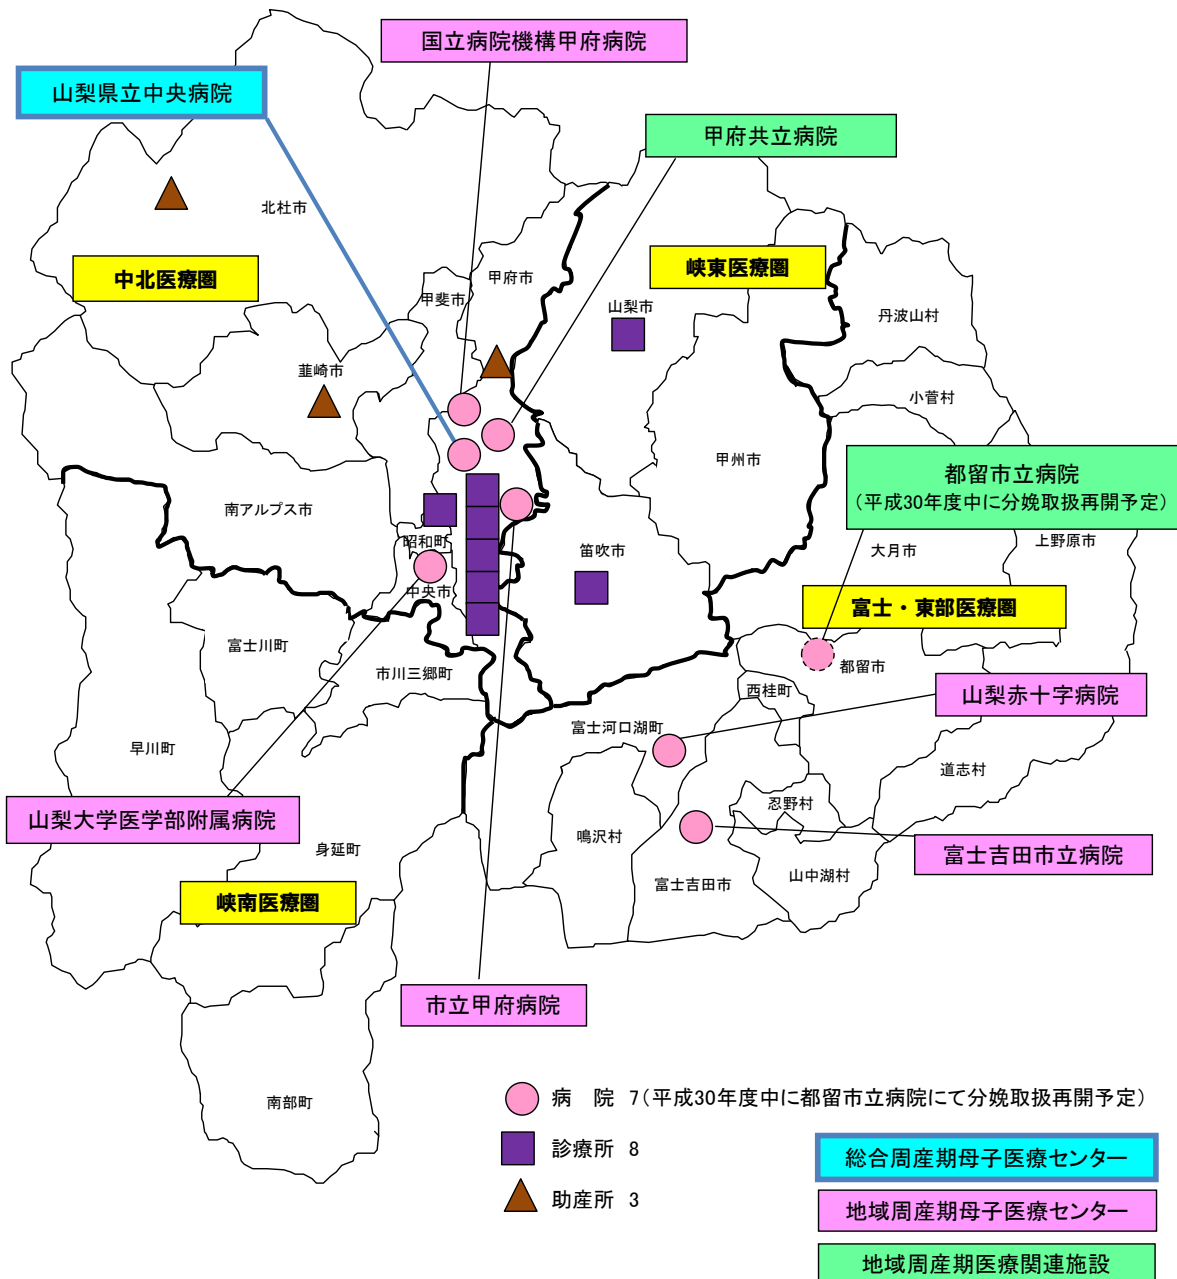 国立病院機構甲府病院
山梨県立中央病院
甲府共立病院
北杜市
中北医療圏
甲府市
峡東医療圏
甲斐市
山梨市
丹波山村
韮崎市
小菅村
甲州市
都留市立病院
(平成30年度中に分娩取扱再開予定)
南アルプス市
昭和町
笛吹市
大月市
上野原市
中央市
富士・東部医療圏
富士川町
市川三郷町
都留市
西桂町
山梨赤十字病院
富士河口湖町
早川町
道志村
忍野村
山梨大学医学部附属病院
鳴沢村
身延町
富士吉田市立病院
山中湖村
富士吉田市
峡南医療圏
市立甲府病院
南部町
病 院 7(平成30年度中に都留市立病院にて分娩取扱再開予定)
診療所 8
助産所 3
総合周産期母子医療センター
地域周産期母子医療センター
地域周産期医療関連施設